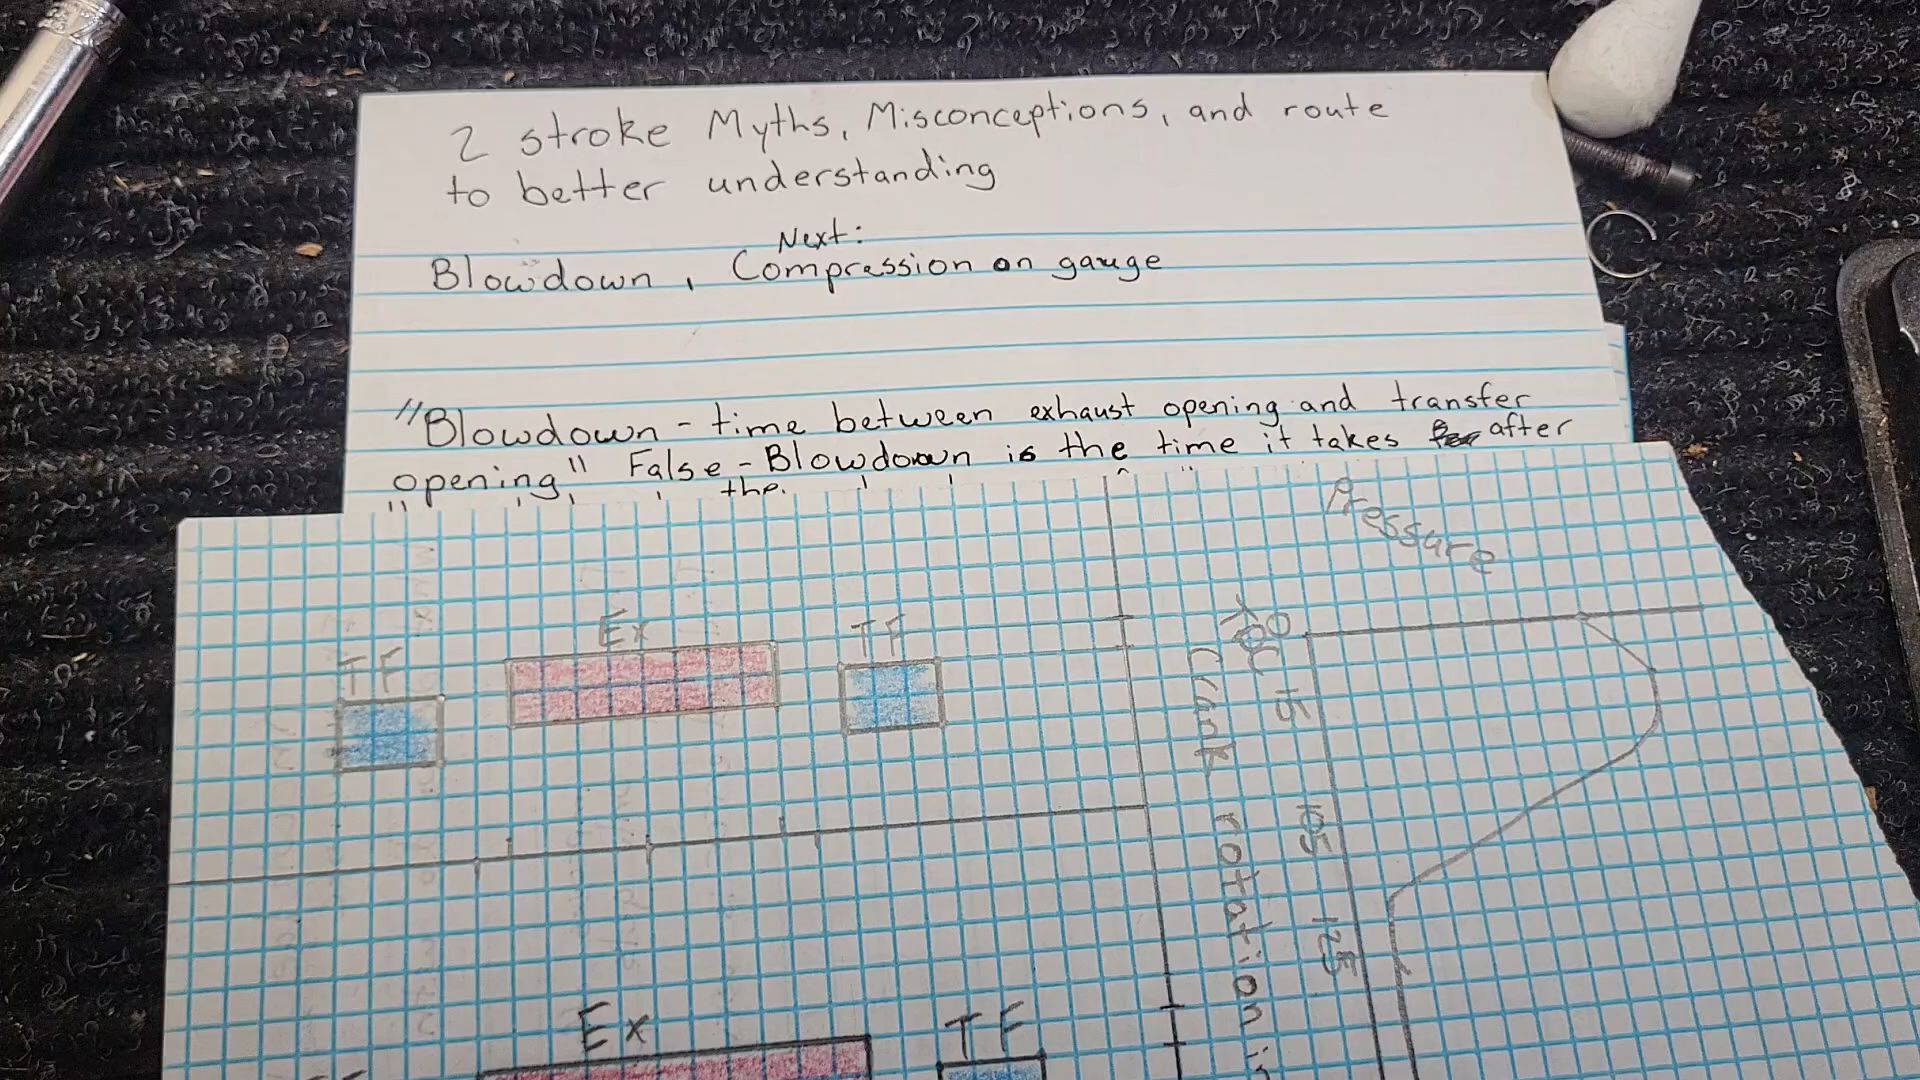 2 stroke Myths, Misconceptions, and route
to better understanding
Next:
Blowdown, Compression on gauge
"Blowdown - time between exhaust opening and transfer
opening" False - Blowdown is the time it takes after
the
Pressure
Ex
TF
TF
0
TDC 15 105 125
Crank rotation in
Ex
TF